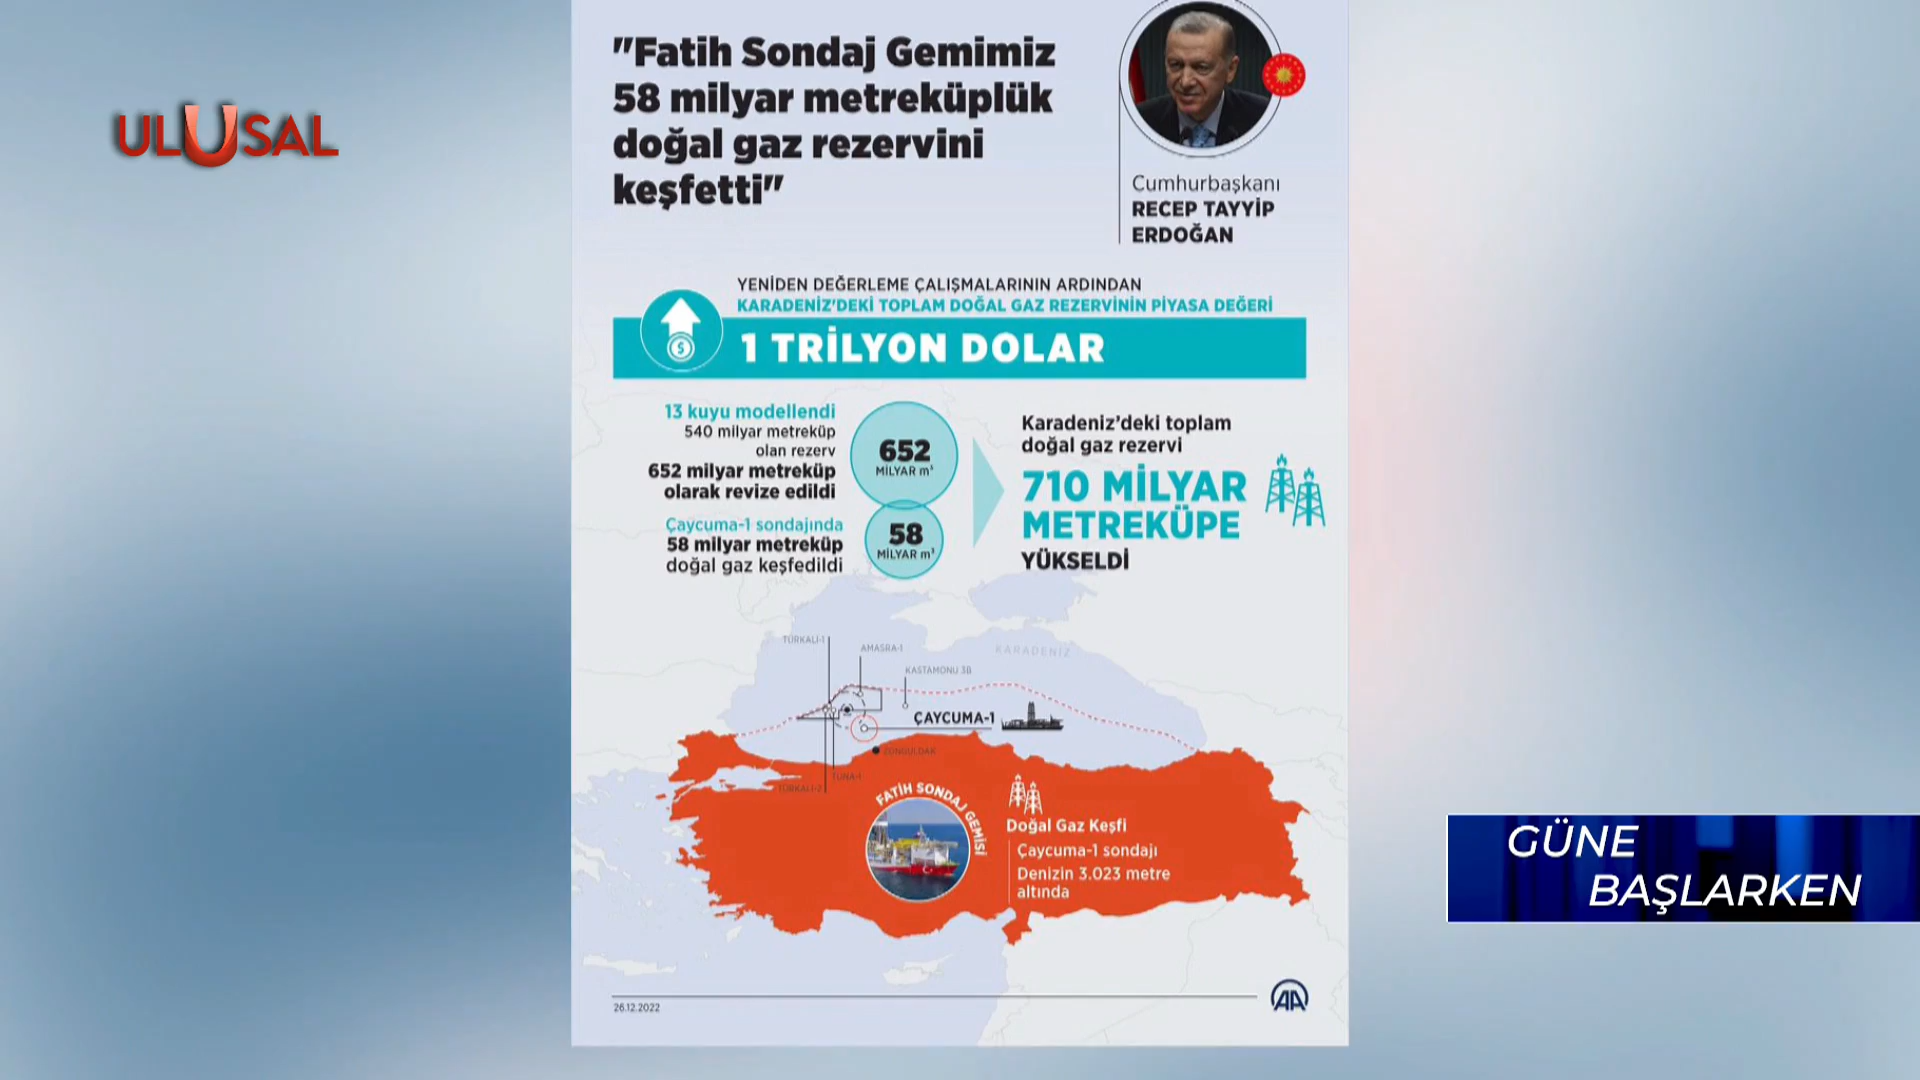 ULUSAL
"Fatih Sondaj Gemimiz
58 milyar metreküplük
doğal gaz rezervini
keşfetti"
Cumhurbaşkanı
RECEP TAYYİP
ERDOĞAN
YENİDEN DEĞERLEME ÇALIŞMALARININ ARDINDAN
KARADENİZ'DEKİ TOPLAM DOĞAL GAZ REZERVİNİN PİYASA DEĞERİ
$
1 TRİLYON DOLAR
13 kuyu modellendi
540 milyar metreküp
olan rezerv
652 milyar metreküp
olarak revize edildi
652
MİLYAR m³
Çaycuma-1 sondajında
58 milyar metreküp
doğal gaz keşfedildi
58
MİLYAR m³
Karadeniz'deki toplam
doğal gaz rezervi
710 MİLYAR
METREKÜPE
YÜKSELDİ
TÜRKALİ-1
AMASRA-1
KARADENİZ
KASTAMONU 3B
ÇAYCUMA-1
ZONGULDAK
TUNA-1
TÜRKALİ-2
FATİH SONDAJ GEMİSİ
Doğal Gaz Keşfi
Çaycuma-1 sondajı
Denizin 3.023 metre
altında
26.12.2022
AA
GÜNE
BAŞLARKEN